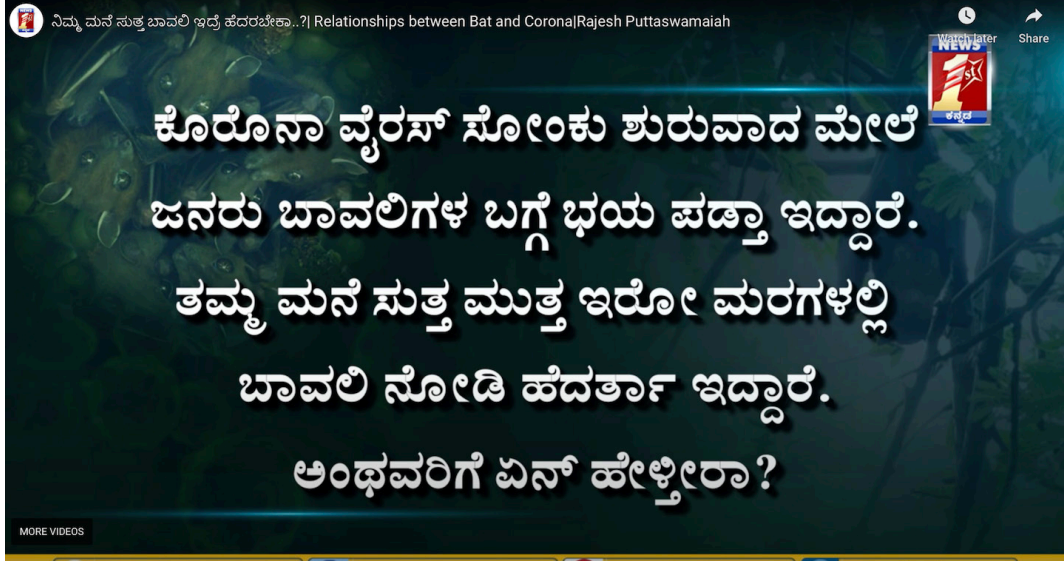 ನಿಮ್ಮ ಮನೆ ಸುತ್ತ ಬಾವಲಿ ಇದ್ರೆ ಹೆದರಬೇಕಾ..?| Relationships between Bat and Corona|Rajesh Puttaswamaiah
Watch later
Share
NEWS
1st
ಕನ್ನಡ
ಕೊರೊನಾ ವೈರಸ್ ಸೋಂಕು ಶುರುವಾದ ಮೇಲೆ
ಜನರು ಬಾವಲಿಗಳ ಬಗ್ಗೆ ಭಯ ಪಡ್ತಾ ಇದ್ದಾರೆ.
ತಮ್ಮ ಮನೆ ಸುತ್ತ ಮುತ್ತ ಇರೋ ಮರಗಳಲ್ಲಿ
ಬಾವಲಿ ನೋಡಿ ಹೆದರ್ತಾ ಇದ್ದಾರೆ.
ಅಂಥವರಿಗೆ ಏನ್ ಹೇಳ್ತೀರಾ?
MORE VIDEOS